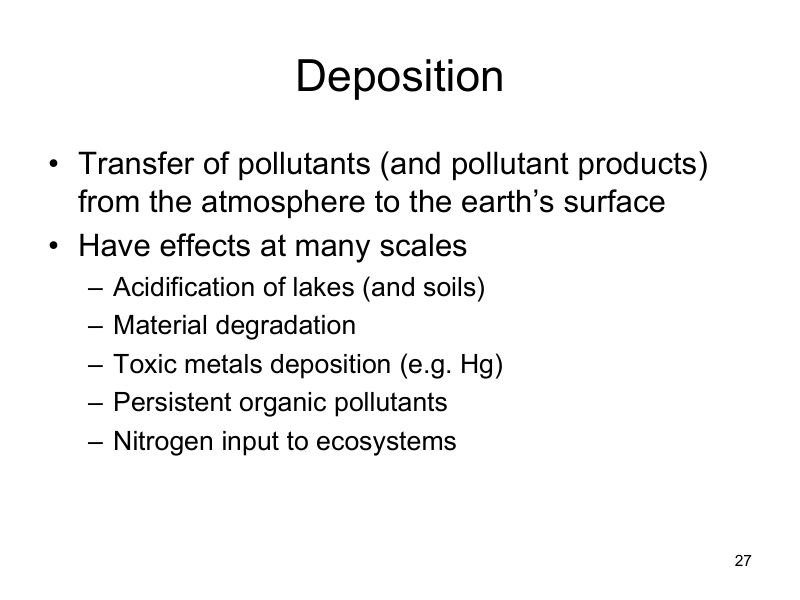 Deposition
• Transfer of pollutants (and pollutant products)
from the atmosphere to the earth’s surface
• Have effects at many scales
– Acidification of lakes (and soils)
– Material degradation
– Toxic metals deposition (e.g. Hg)
– Persistent organic pollutants
– Nitrogen input to ecosystems
27